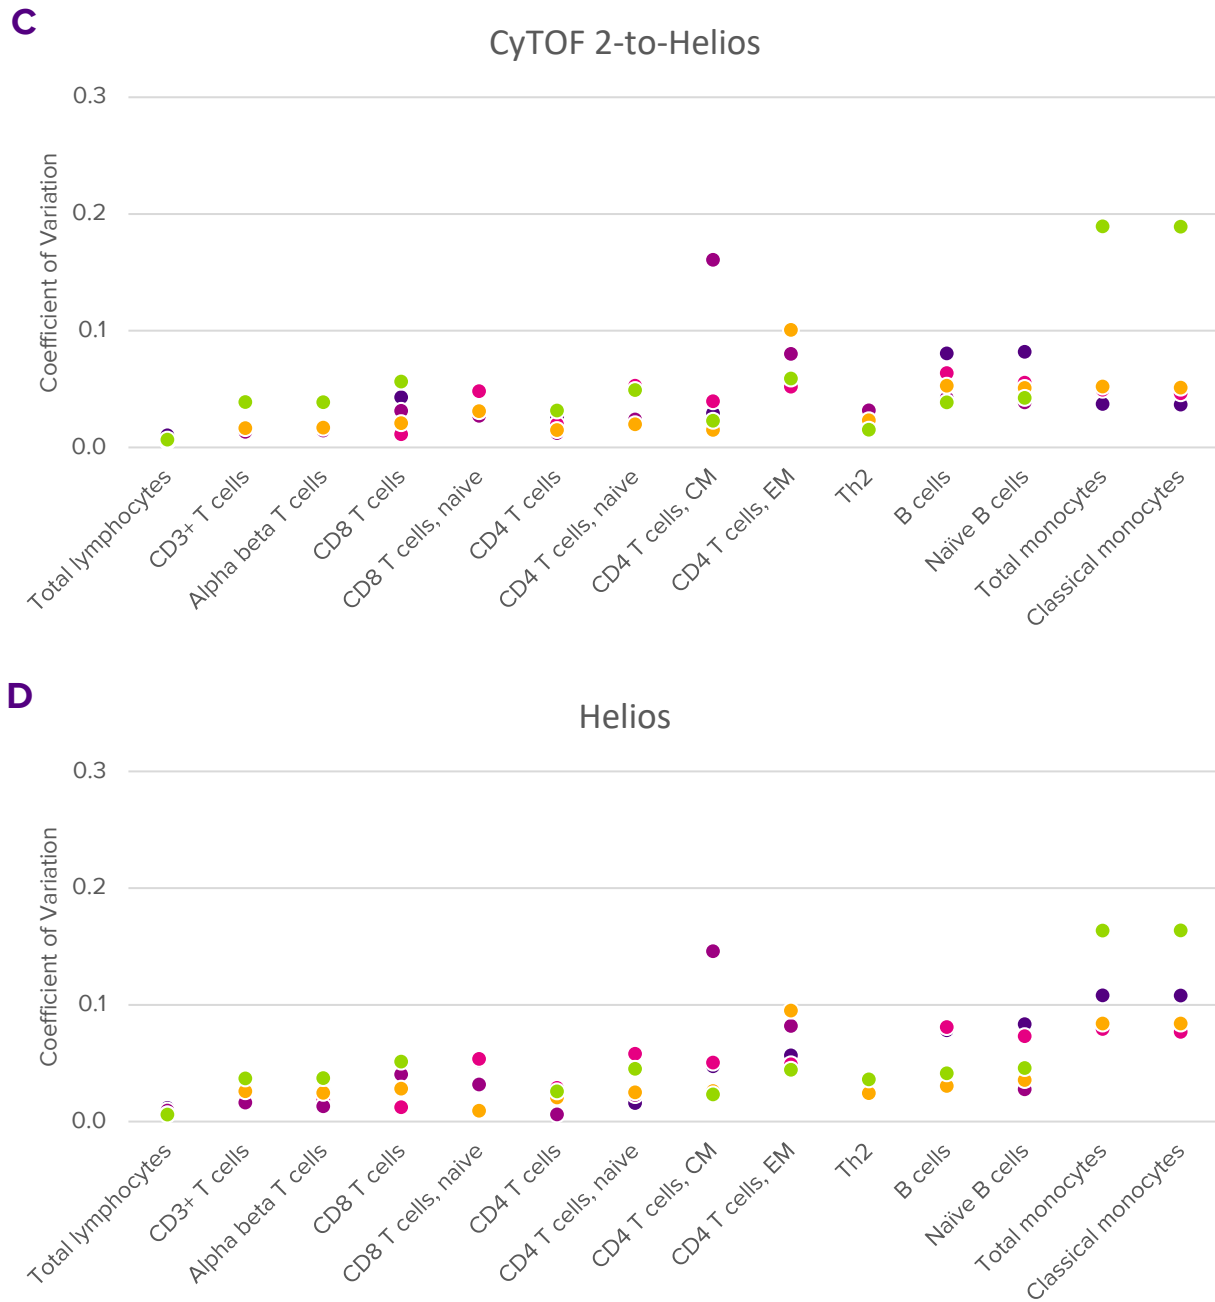 C
CyTOF 2-to-Helios
0.3
0.2
0.1
0.0
Coefficient of Variation
Total lymphocytes
CD3+ T cells
Alpha beta T cells
CD8 T cells
CD8 T cells, naive
CD4 T cells
CD4 T cells, naive
CD4 T cells, CM
CD4 T cells, EM
Th2
B cells
Naïve B cells
Total monocytes
Classical monocytes
D
Helios
0.3
0.2
0.1
0.0
Coefficient of Variation
Total lymphocytes
CD3+ T cells
Alpha beta T cells
CD8 T cells
CD8 T cells, naive
CD4 T cells
CD4 T cells, naive
CD4 T cells, CM
CD4 T cells, EM
Th2
B cells
Naïve B cells
Total monocytes
Classical monocytes